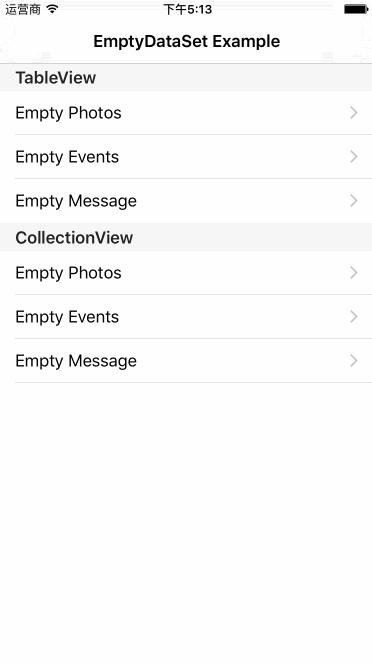 运营商 下午5:13
EmptyDataSet Example
TableView
Empty Photos
Empty Events
Empty Message
CollectionView
Empty Photos
Empty Events
Empty Message